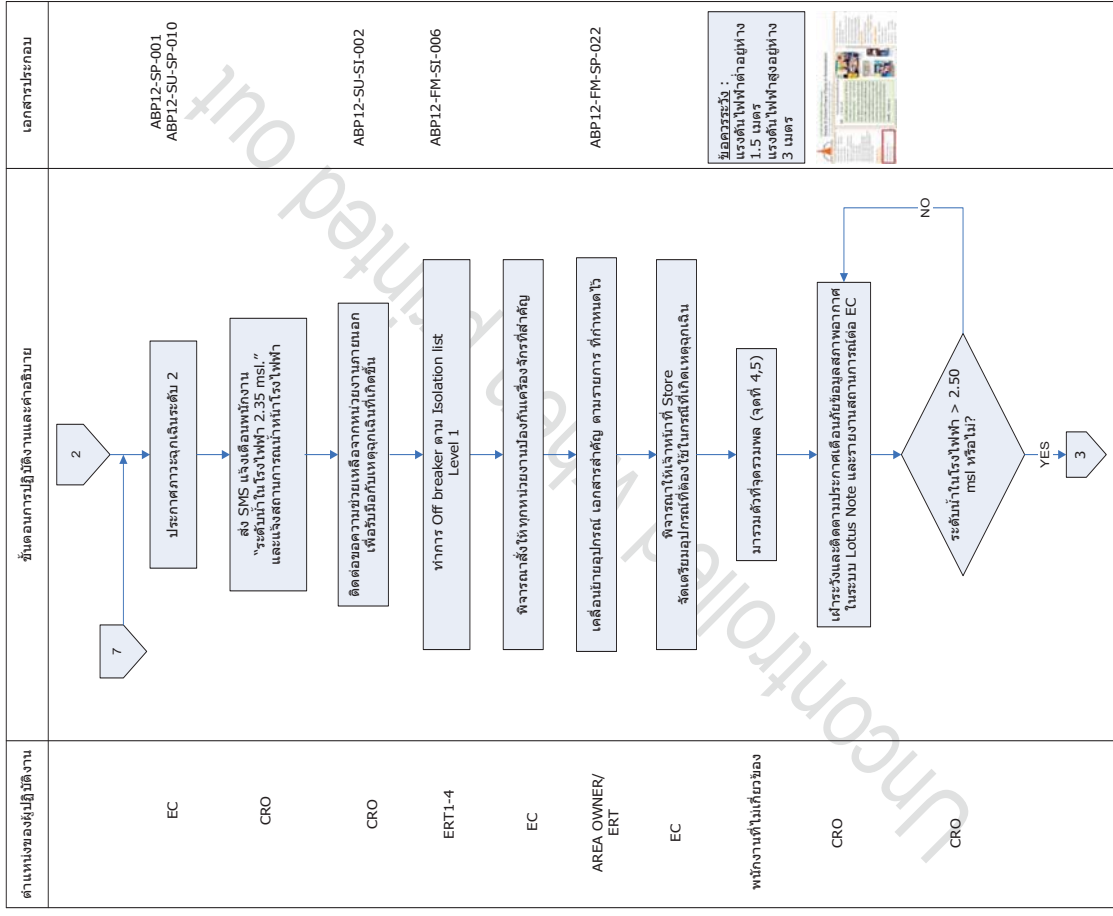 ตำแหน่งของผู้ปฏิบัติงาน
ขั้นตอนการปฏิบัติงานและคำอธิบาย
เอกสารประกอบ
2
7
EC
ประกาศภาวะฉุกเฉินระดับ 2
ABP12-SP-001
ABP12-SU-SP-010
CRO
ส่ง SMS แจ้งเตือนพนักงาน
“ระดับน้ำในโรงไฟฟ้า 2.35 msl.”
และแจ้งสถานการณ์น้ำหน้าโรงไฟฟ้า
CRO
ติดต่อขอความช่วยเหลือจากหน่วยงานภายนอก
เพื่อรับมือกับเหตุฉุกเฉินที่เกิดขึ้น
ABP12-SU-SI-002
ERT1-4
ทำการ Off breaker ตาม Isolation list
Level 1
ABP12-FM-SI-006
EC
พิจารณาสั่งให้ทุกหน่วยงานป้องกันเครื่องจักรที่สำคัญ
AREA OWNER/
ERT
เคลื่อนย้ายอุปกรณ์ เอกสารสำคัญ ตามรายการ ที่กำหนดไว้
ABP12-FM-SP-022
EC
พิจารณาให้เจ้าหน้าที่ Store
จัดเตรียมอุปกรณ์ที่ต้องใช้ในกรณีที่เกิดเหตุฉุกเฉิน
พนักงานที่ไม่เกี่ยวข้อง
มารวมตัวที่จุดรวมพล (จุดที่ 4,5)
ข้อควรระวัง :
แรงดันไฟฟ้าต่ำอยู่ห่าง
1.5 เมตร
แรงดันไฟฟ้าสูงอยู่ห่าง
3 เมตร
CRO
เฝ้าระวังและติดตามประกาศเตือนภัยข้อมูลสภาพอากาศ
ในระบบ Lotus Note และรายงานสถานการณ์ต่อ EC
CRO
ระดับน้ำในโรงไฟฟ้า > 2.50
msl หรือไม่?
NO
YES
3
Uncontrolled when printed out